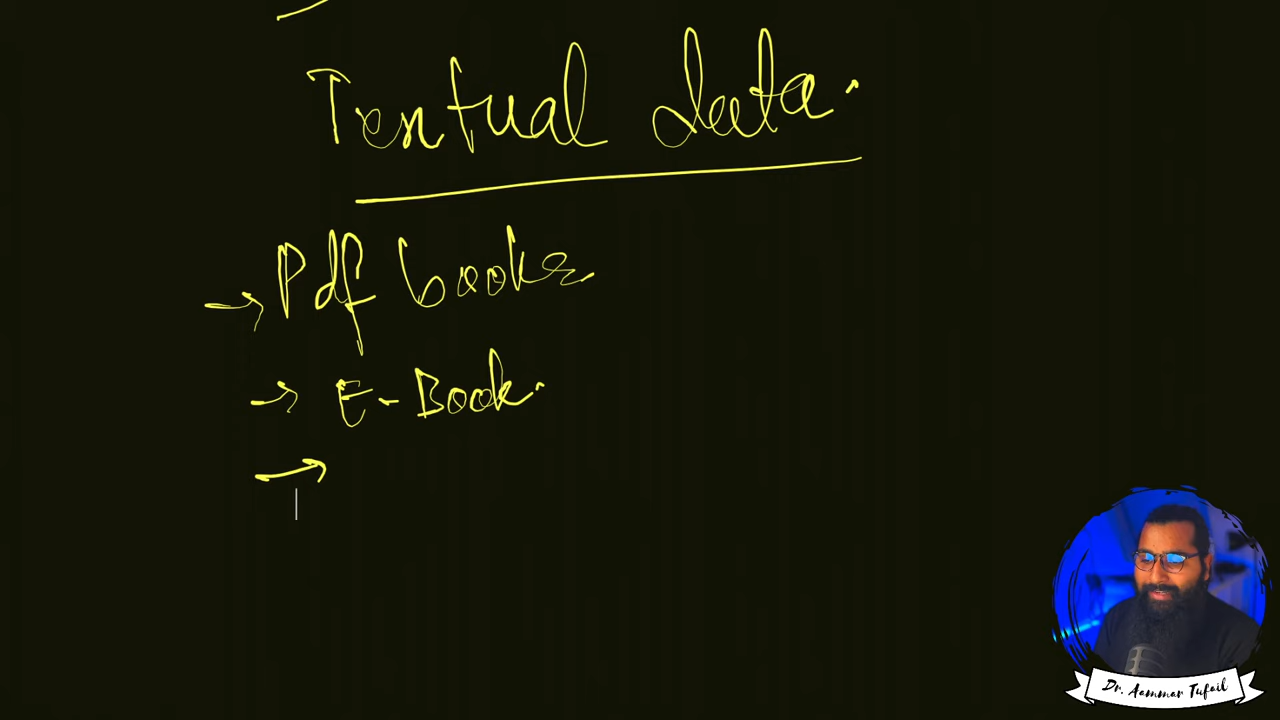 Textual data.
→ Pdf books
→ E-Book.
→
Dr. Aammar Tufail